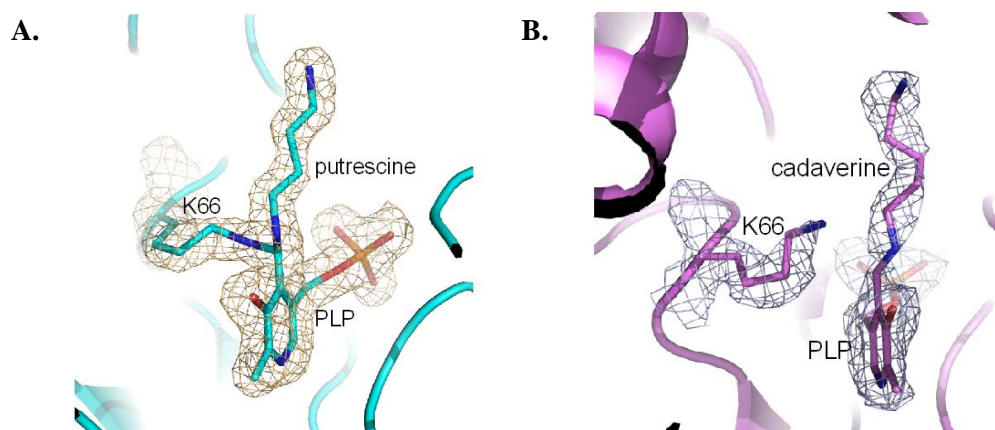 A.
putrescine
K66
PLP
B.
cadaverine
K66
PLP